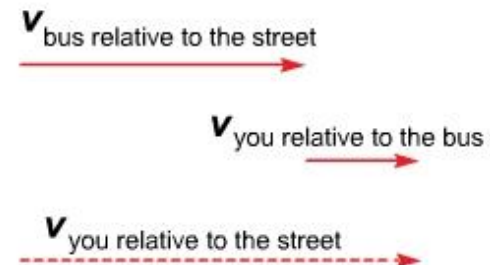 v bus relative to the street
v you relative to the bus
v you relative to the street